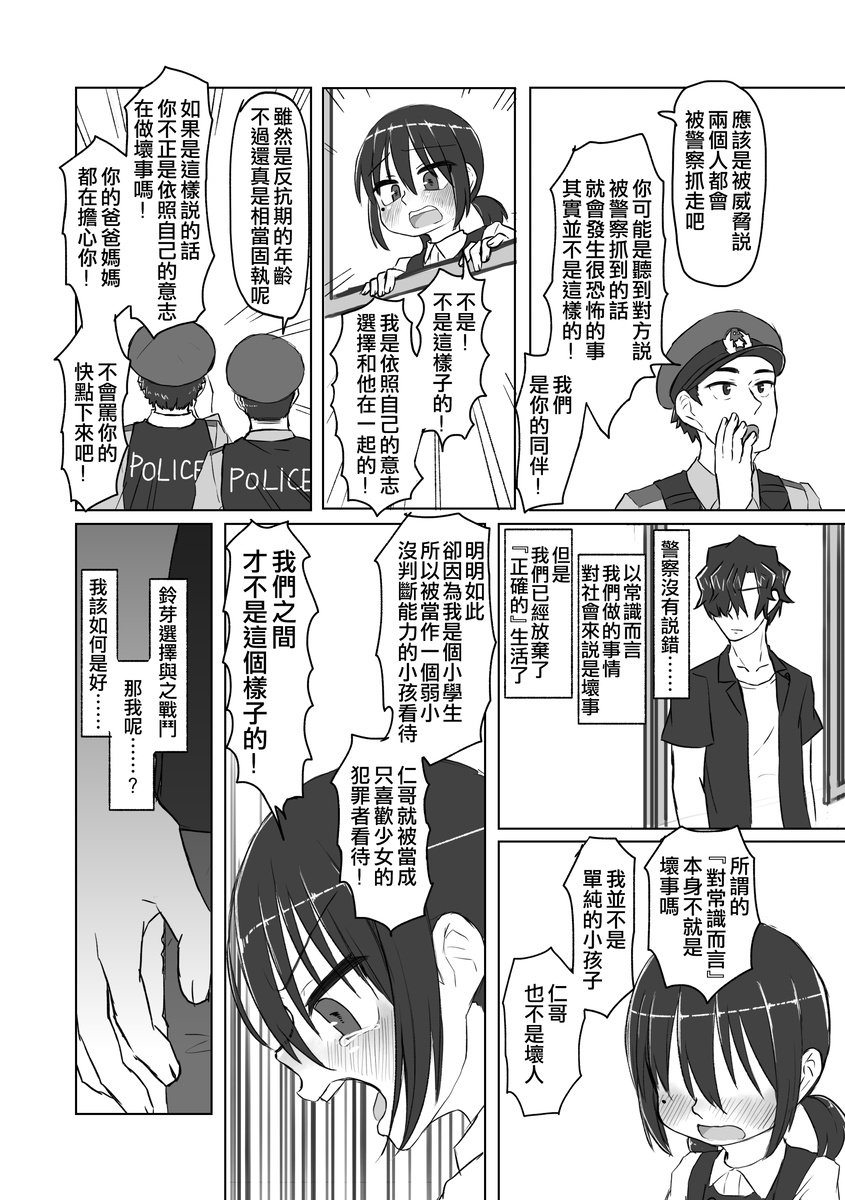 應該是被威脅說
兩個人都會
被警察抓走吧
你可能是聽到對方說
被警察抓到的話
就會發生很恐怖的事
其實並不是這樣的！
我們
是你的同伴！
不是！
不是這樣子的！
我是依照自己的意志
選擇和他在一起的！
雖然是反抗期的年齡
不過還真是相當固執呢
如果是這樣說的話
你不正是依照自己的意志
在做壞事嗎！
你的爸爸媽媽
都在擔心你！
不會罵你的
快點下來吧！
POLICE
POLICE
警察沒有說錯……
以常識而言
我們做的事情
對社會來說是壞事
但是
我們已經放棄了
『正確的』生活了
所謂的
『對常識而言』
本身不就是
壞事嗎
我並不是
單純的小孩子
仁哥
也不是壞人
明明如此
卻因為我是個小學生
所以被當作一個弱小
沒判斷能力的小孩看待
仁哥就被當成
只喜歡少女的
犯罪者看待！
我們之間
才不是這個樣子的！
鈴芽選擇與之戰鬥
那我呢……？
我該如何是好……